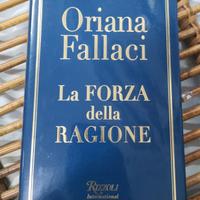 Oriana
Fallaci
LA FORZA
della
RAGIONE
RIZZOLI
International